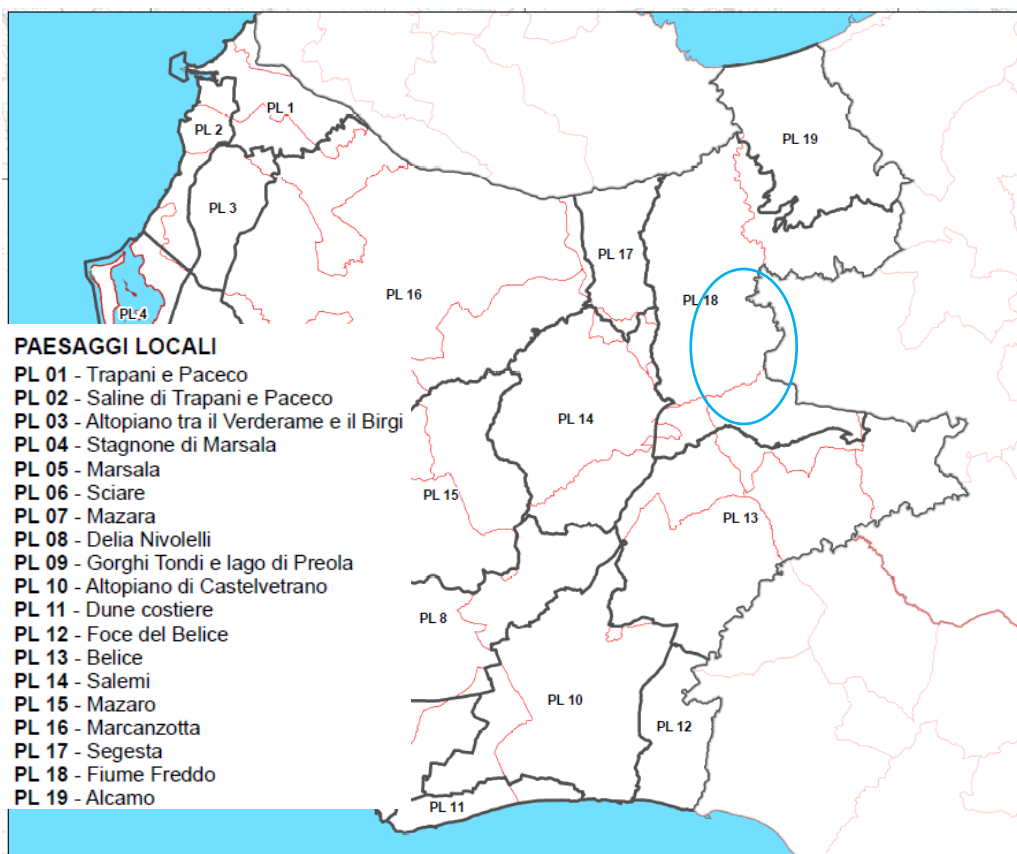 PL 1
PL 2
PL 19
PL 3
PL 17
PL 16
PL 18
PL 4
PAESAGGI LOCALI
PL 01 - Trapani e Paceco
PL 02 - Saline di Trapani e Paceco
PL 03 - Altopiano tra il Verderame e il Birgi
PL 04 - Stagnone di Marsala
PL 05 - Marsala
PL 06 - Sciare
PL 07 - Mazara
PL 08 - Delia Nivolelli
PL 09 - Gorghi Tondi e lago di Preola
PL 10 - Altopiano di Castelvetrano
PL 11 - Dune costiere
PL 12 - Foce del Belice
PL 13 - Belice
PL 14 - Salemi
PL 15 - Mazaro
PL 16 - Marcanzotta
PL 17 - Segesta
PL 18 - Fiume Freddo
PL 19 - Alcamo
PL 14
PL 15
PL 13
PL 8
PL 10
PL 12
PL 11